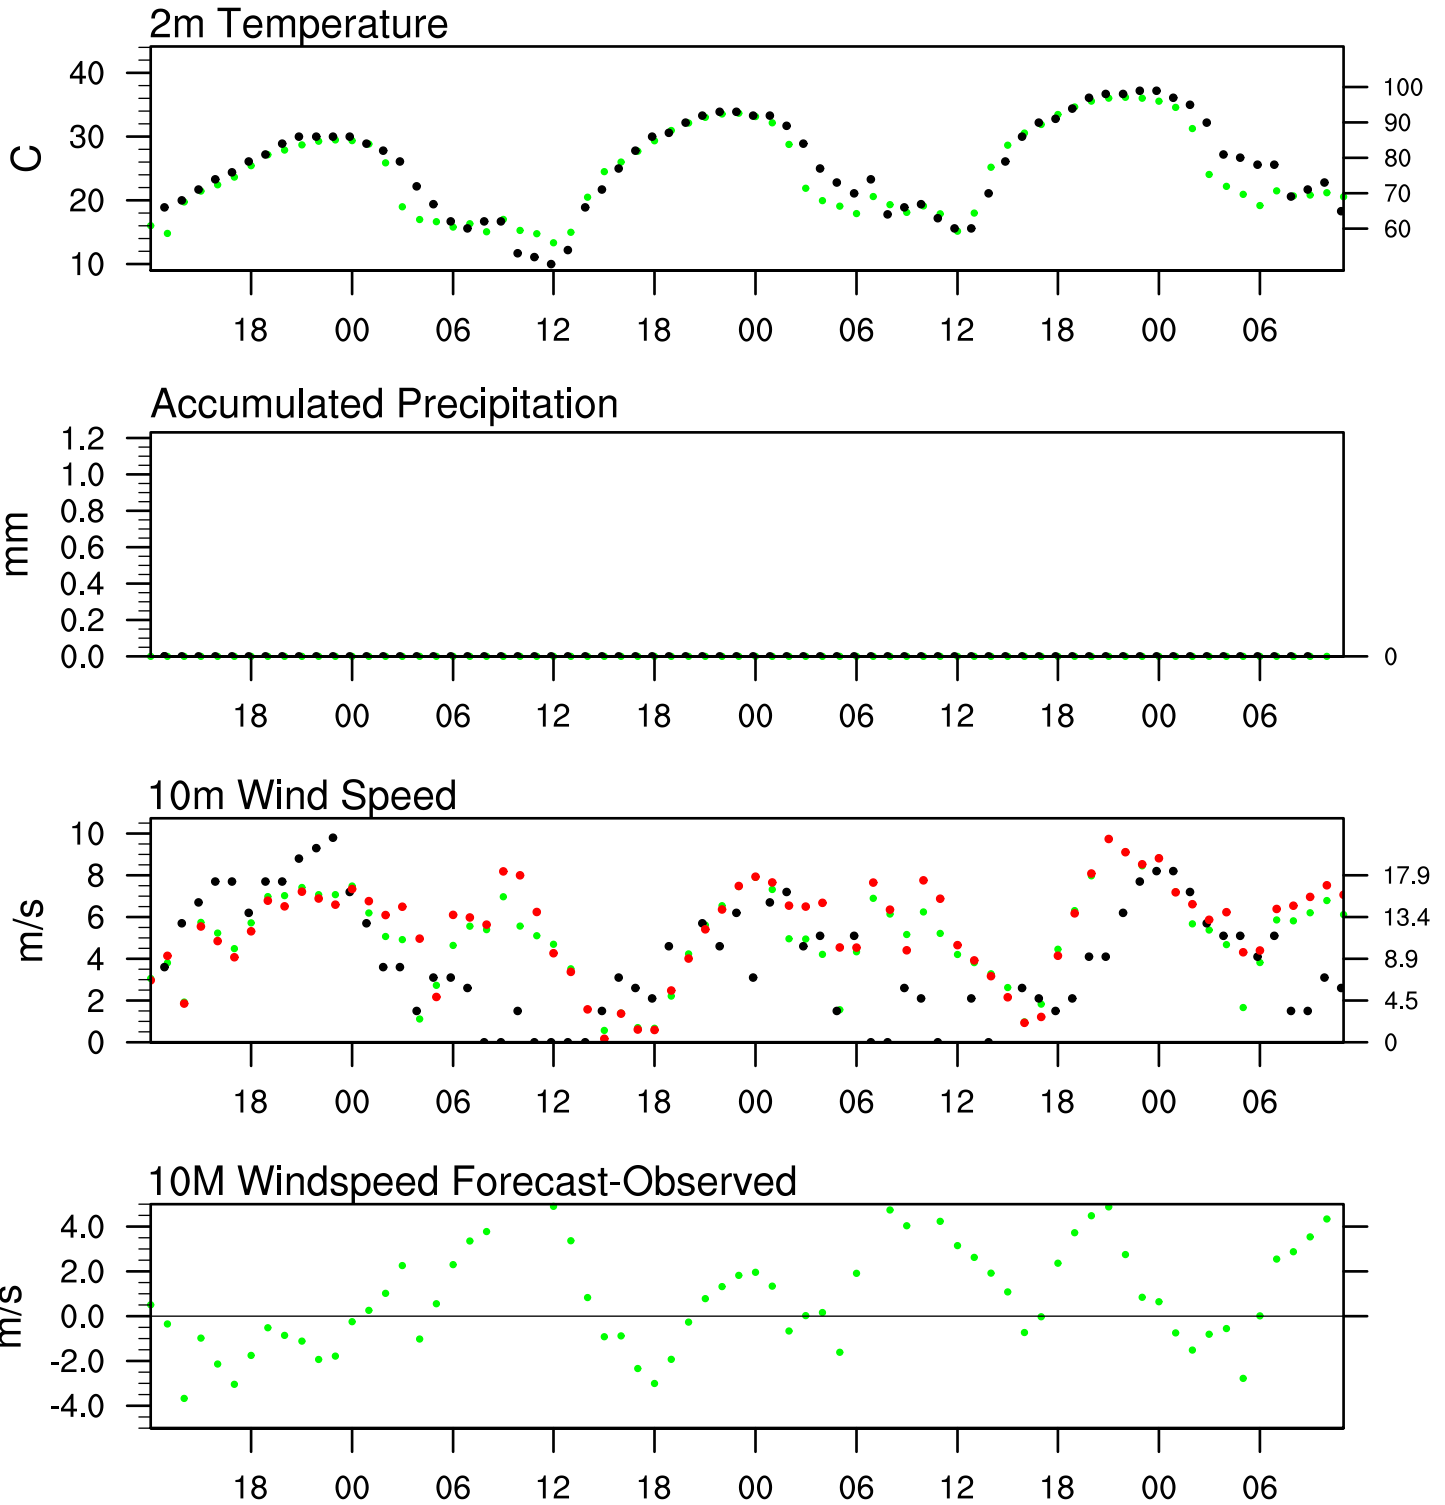 2m Temperature
40
30
20
10
C
100
90
80
70
60
18 00 06 12 18 00 06 12 18 00 06
Accumulated Precipitation
1.2
1.0
0.8
0.6
0.4
0.2
0.0
mm
0
18 00 06 12 18 00 06 12 18 00 06
10m Wind Speed
10
8
6
4
2
0
m/s
17.9
13.4
8.9
4.5
0
18 00 06 12 18 00 06 12 18 00 06
10M Windspeed Forecast-Observed
4.0
2.0
0.0
-2.0
-4.0
m/s
18 00 06 12 18 00 06 12 18 00 06